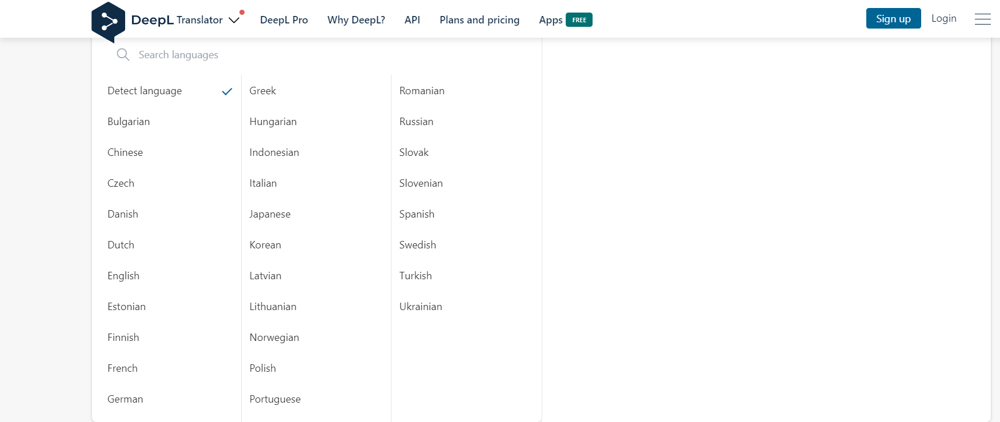 DeepL Translator DeepL Pro Why DeepL? API Plans and pricing Apps FREE Sign up Login
Search languages
Detect language
Bulgarian
Chinese
Czech
Danish
Dutch
English
Estonian
Finnish
French
German
Greek
Hungarian
Indonesian
Italian
Japanese
Korean
Latvian
Lithuanian
Norwegian
Polish
Portuguese
Romanian
Russian
Slovak
Slovenian
Spanish
Swedish
Turkish
Ukrainian